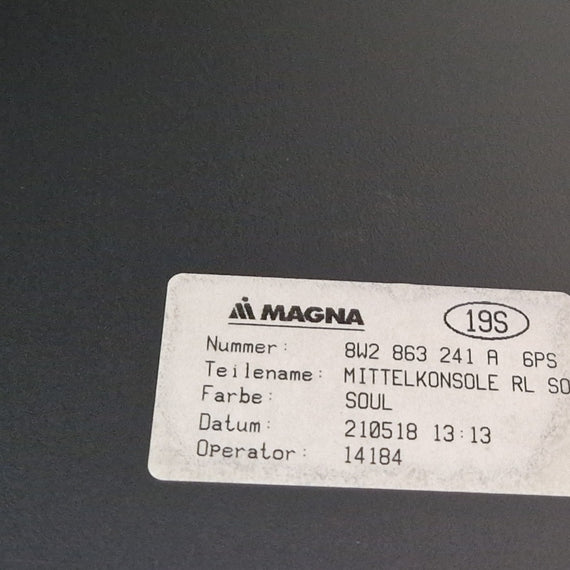 MAGNA 19S
Nummer: 8W2 863 241 A 6PS
Teilename: MITTELKONSOLE RL SO
Farbe: SOUL
Datum: 210518 13:13
Operator: 14184